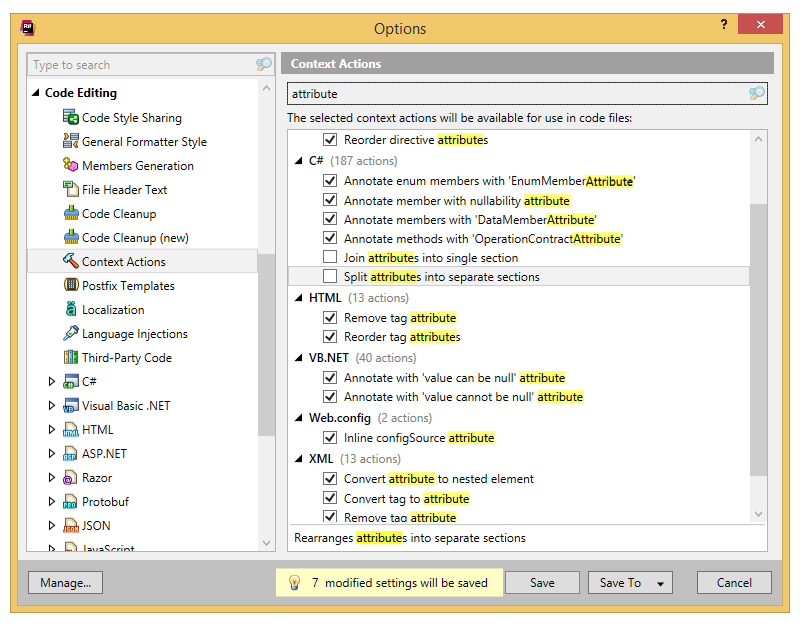 R#
Options
?
Type to search
Code Editing
Code Style Sharing
General Formatter Style
Members Generation
File Header Text
Code Cleanup
Code Cleanup (new)
Context Actions
Postfix Templates
Localization
Language Injections
Third-Party Code
C#
Visual Basic .NET
HTML
ASP.NET
Razor
Protobuf
JSON
JavaScript
Context Actions
attribute
The selected context actions will be available for use in code files:
Reorder directive attributes
C# (187 actions)
Annotate enum members with 'EnumMemberAttribute'
Annotate member with nullability attribute
Annotate members with 'DataMemberAttribute'
Annotate methods with 'OperationContractAttribute'
Join attributes into single section
Split attributes into separate sections
HTML (13 actions)
Remove tag attribute
Reorder tag attributes
VB.NET (40 actions)
Annotate with 'value can be null' attribute
Annotate with 'value cannot be null' attribute
Web.config (2 actions)
Inline configSource attribute
XML (13 actions)
Convert attribute to nested element
Convert tag to attribute
Remove tag attribute
Rearranges attributes into separate sections
Manage...
7 modified settings will be saved
Save
Save To
Cancel